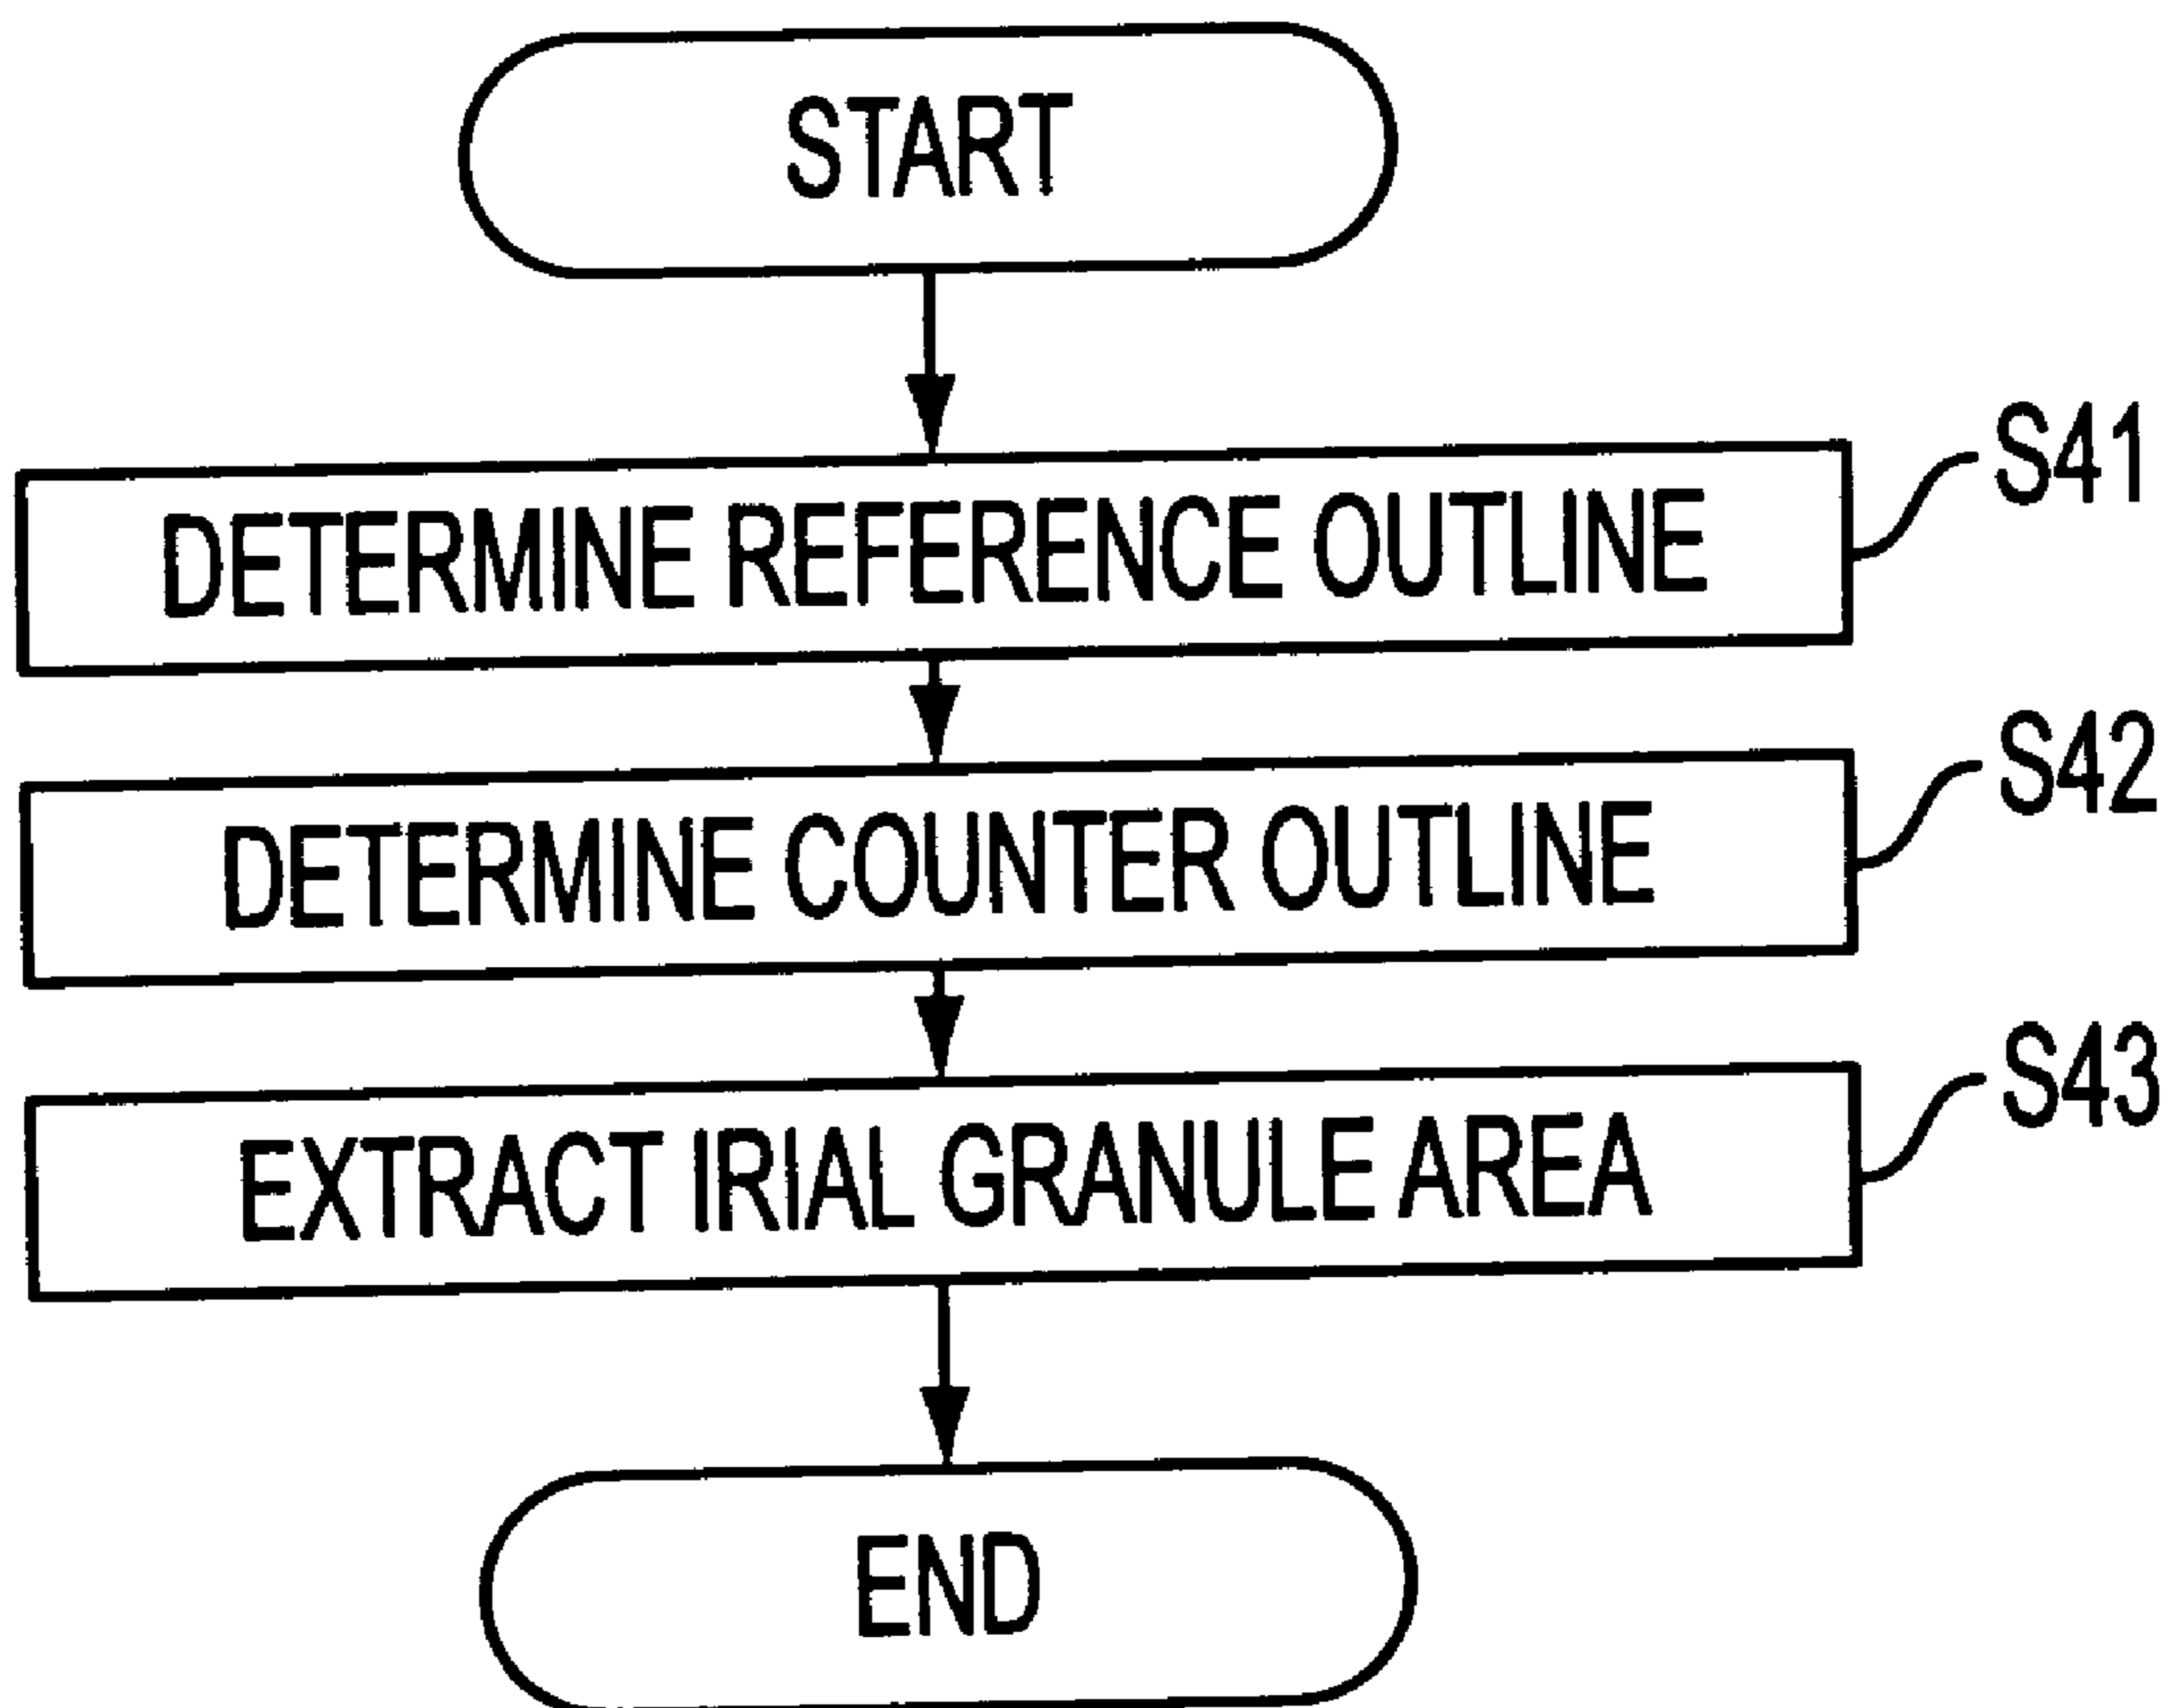 START
DETERMINE REFERENCE OUTLINE
S41
DETERMINE COUNTER OUTLINE
S42
EXTRACT IRIAL GRANULE AREA
S43
END